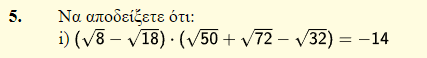 5. Να αποδείξετε ότι:
i) (√8 − √18) · (√50 + √72 − √32) = −14